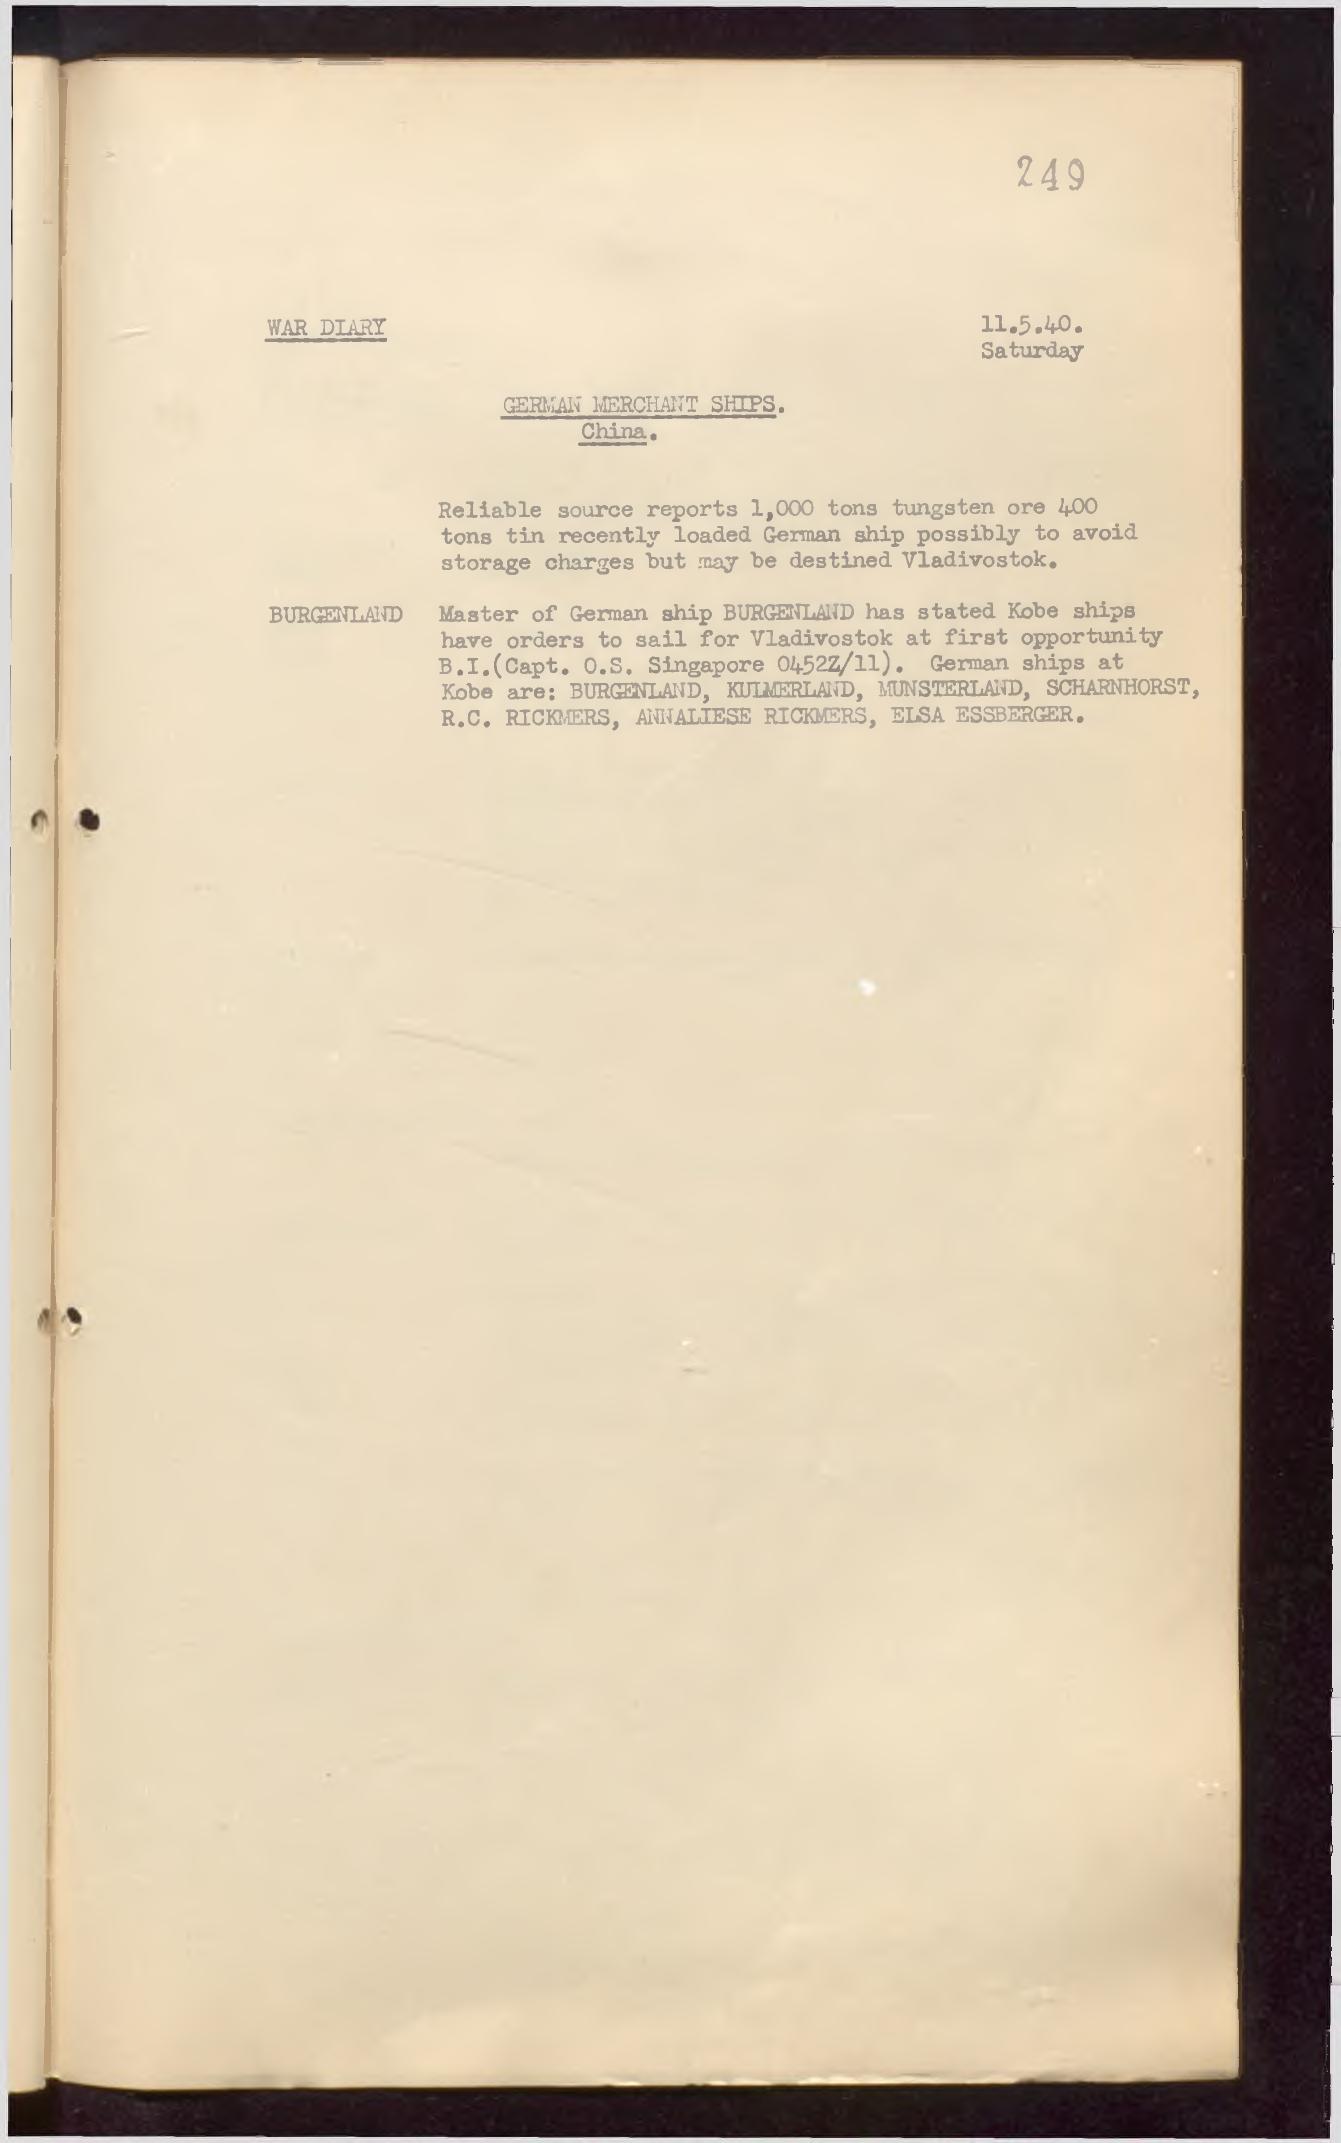 249
WAR DIARY 11.5.40.
Saturday
GERMAN MERCHANT SHIPS.
China.
Reliable source reports 1,000 tons tungsten ore 400
tons tin recently loaded German ship possibly to avoid
storage charges but may be destined Vladivostok.
BURGENLAND Master of German ship BURGENLAND has stated Kobe ships
have orders to sail for Vladivostok at first opportunity
B.I.(Capt. O.S. Singapore 0452Z/11). German ships at
Kobe are: BURGENLAND, KULMERLAND, MUNSTERLAND, SCHARNHORST,
R.C. RICKMERS, ANNALIESE RICKMERS, ELSA ESSBERGER.